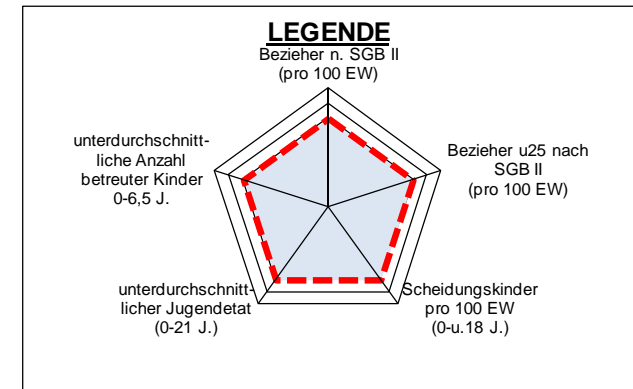 LEGENDE
Bezieher n. SGB II
(pro 100 EW)
unterdurchschnitt-
liche Anzahl
betreuter Kinder
0-6,5 J.
Bezieher u25 nach
SGB II
(pro 100 EW)
unterdurchschnitt-
licher Jugendetat
(0-21 J.)
Scheidungskinder
pro 100 EW
(0-u.18 J.)